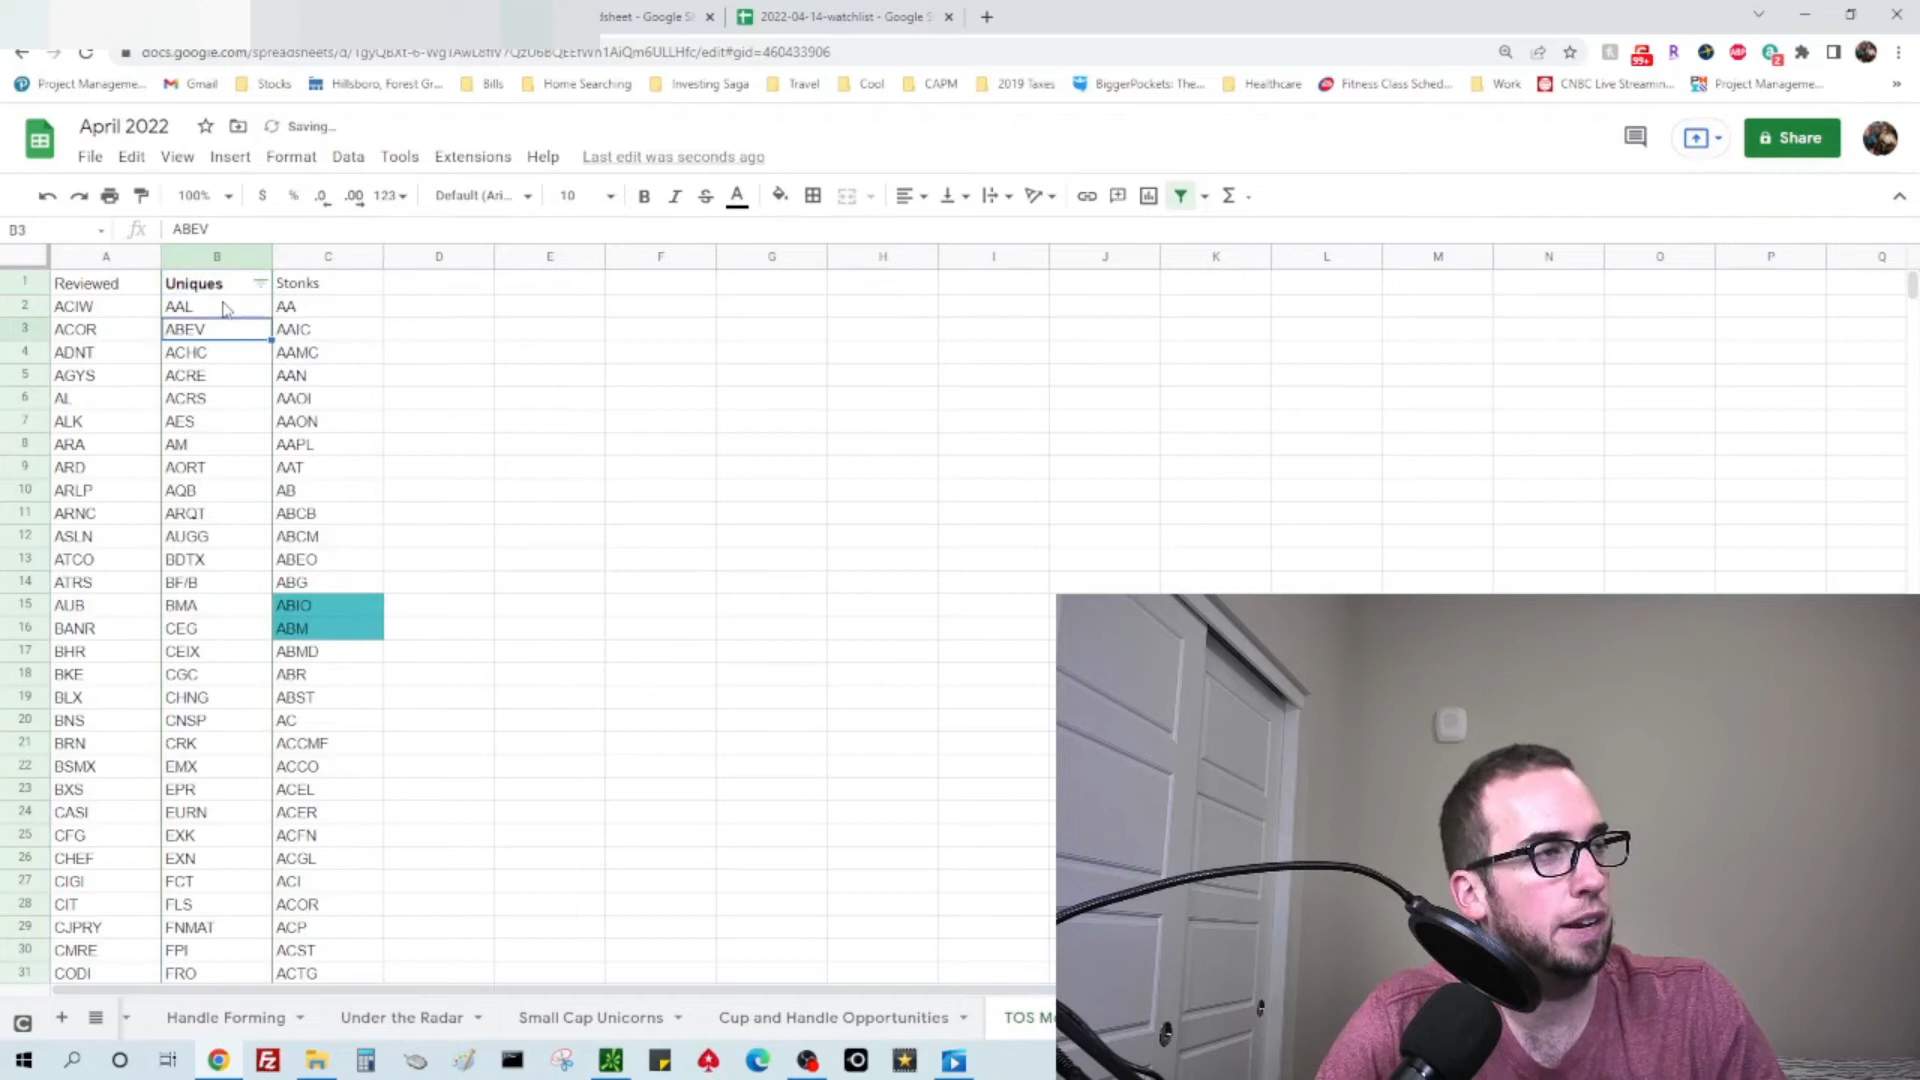 dsheet - Google S
2022-04-14-watchlist - Google S
Project Manageme...
Gmail
Stocks
Hillsboro, Forest Gr...
Bills
Home Searching
Investing Saga
Travel
Cool
CAPM
2019 Taxes
BiggerPockets: The...
Healthcare
Fitness Class Sched...
Work
CNBC Live Streamin...
Project Manageme...
April 2022
Saving...
File Edit View Insert Format Data Tools Extensions Help Last edit was seconds ago
Share
100% $ % .0 .00 123 Default (Ari... 10 B I S A
B3 fx ABEV
A B C D E F G H I J K L M N O P Q
1 Reviewed Uniques Stonks
2 ACIW AAL AA
3 ACOR ABEV AAIC
4 ADNT ACHC AAMC
5 AGYS ACRE AAN
6 AL ACRS AAOI
7 ALK AES AAON
8 ARA AM AAPL
9 ARD AORT AAT
10 ARLP AQB AB
11 ARNC ARQT ABCB
12 ASLN AUGG ABCM
13 ATCO BDTX ABEO
14 ATRS BF/B ABG
15 AUB BMA ABIO
16 BANR CEG ABM
17 BHR CEIX ABMD
18 BKE CGC ABR
19 BLX CHNG ABST
20 BNS CNSP AC
21 BRN CRK ACCMF
22 BSMX EMX ACCO
23 BXS EPR ACEL
24 CASI EURN ACER
25 CFG EXK ACFN
26 CHEF EXN ACGL
27 CIGI FCT ACI
28 CIT FLS ACOR
29 CJPRY FNMAT ACP
30 CMRE FPI ACST
31 CODI FRO ACTG
Handle Forming
Under the Radar
Small Cap Unicorns
Cup and Handle Opportunities
TOS M